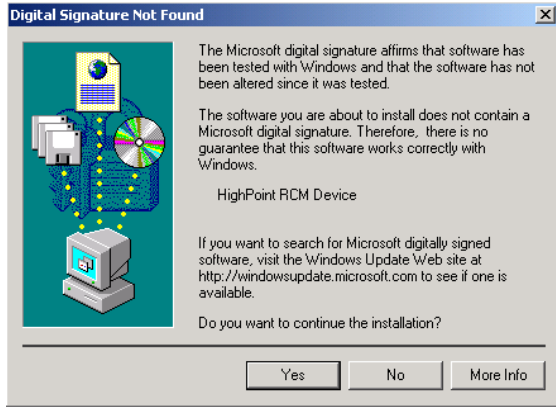 Digital Signature Not Found
The Microsoft digital signature affirms that software has
been tested with Windows and that the software has not
been altered since it was tested.
The software you are about to install does not contain a
Microsoft digital signature. Therefore,  there is no
guarantee that this software works correctly with
Windows.
HighPoint RCM Device
If you want to search for Microsoft digitally signed
software, visit the Windows Update Web site at
http://windowsupdate.microsoft.com to see if one is
available.
Do you want to continue the installation?
Yes No More Info